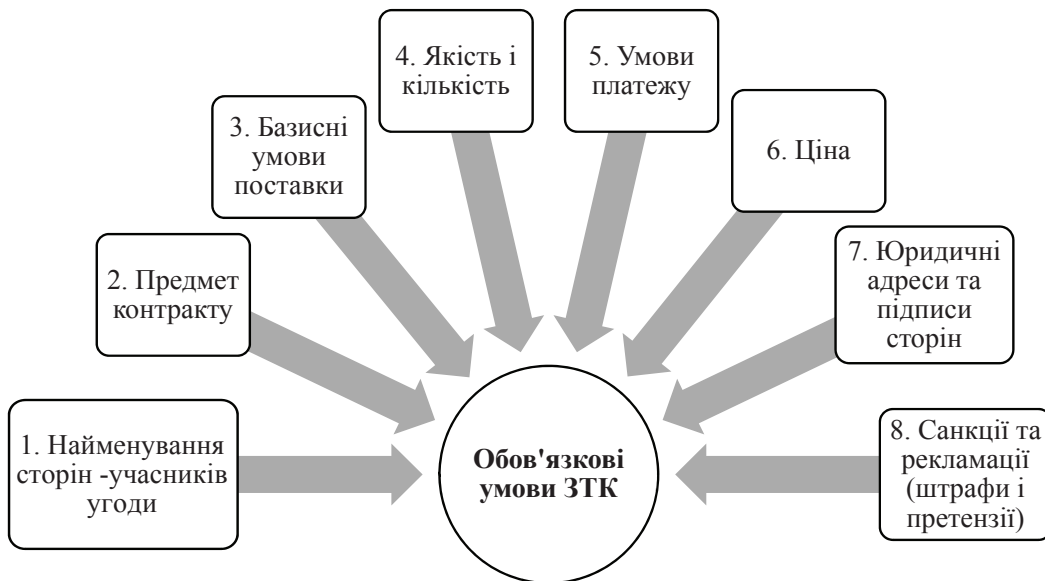 1. Найменування
сторін -учасників
угоди
2. Предмет
контракту
3. Базисні
умови
поставки
4. Якість і
кількість
5. Умови
платежу
6. Ціна
7. Юридичні
адреси та
підписи
сторін
8. Санкції та
рекламації
(штрафи і
претензії)
Обов'язкові
умови ЗТК